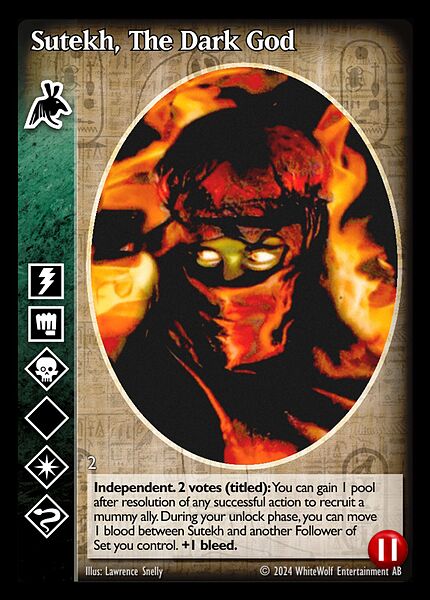 Sutekh, The Dark God
2
Independent. 2 votes (titled): You can gain 1 pool
after resolution of any successful action to recruit a
mummy ally. During your unlock phase, you can move
1 blood between Sutekh and another Follower of
Set you control. +1 bleed.
11
Illus: Lawrence Snelly
© 2024 WhiteWolf Entertainment AB